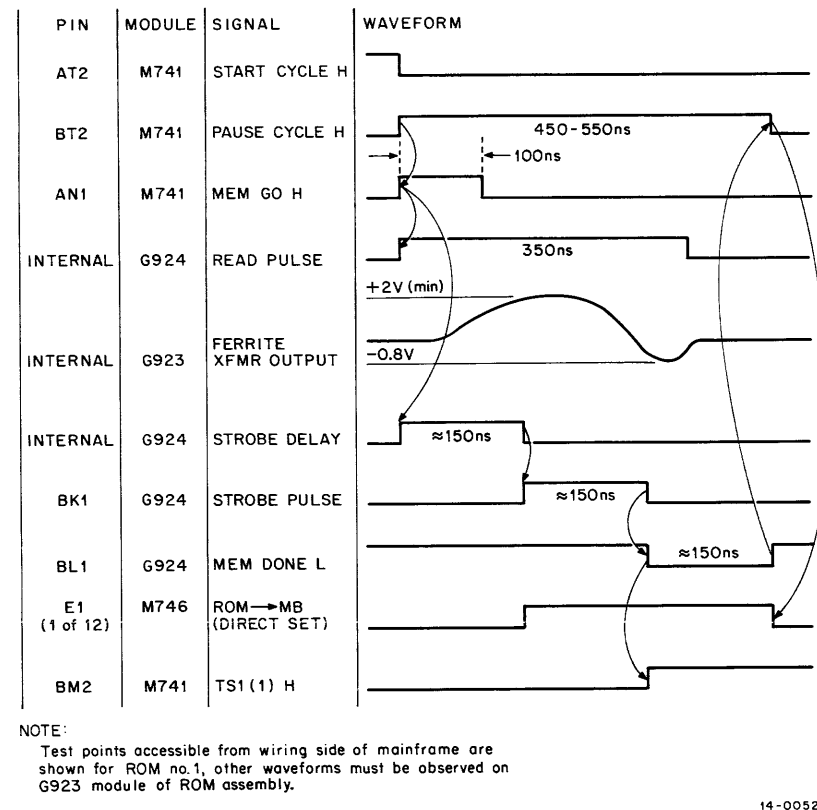 PIN MODULE SIGNAL WAVEFORM
AT2 M741 START CYCLE H
BT2 M741 PAUSE CYCLE H
450-550ns
100ns
AN1 M741 MEM GO H
INTERNAL G924 READ PULSE
350ns
+2V (min)
INTERNAL G923 FERRITE
XFMR OUTPUT
-0.8V
INTERNAL G924 STROBE DELAY
≈150ns
BK1 G924 STROBE PULSE
≈150ns
BL1 G924 MEM DONE L
≈150ns
E1 M746 ROM→MB
(1 of 12) (DIRECT SET)
BM2 M741 TS1 (1) H
NOTE:
Test points accessible from wiring side of mainframe are
shown for ROM no.1, other waveforms must be observed on
G923 module of ROM assembly.
14-0052